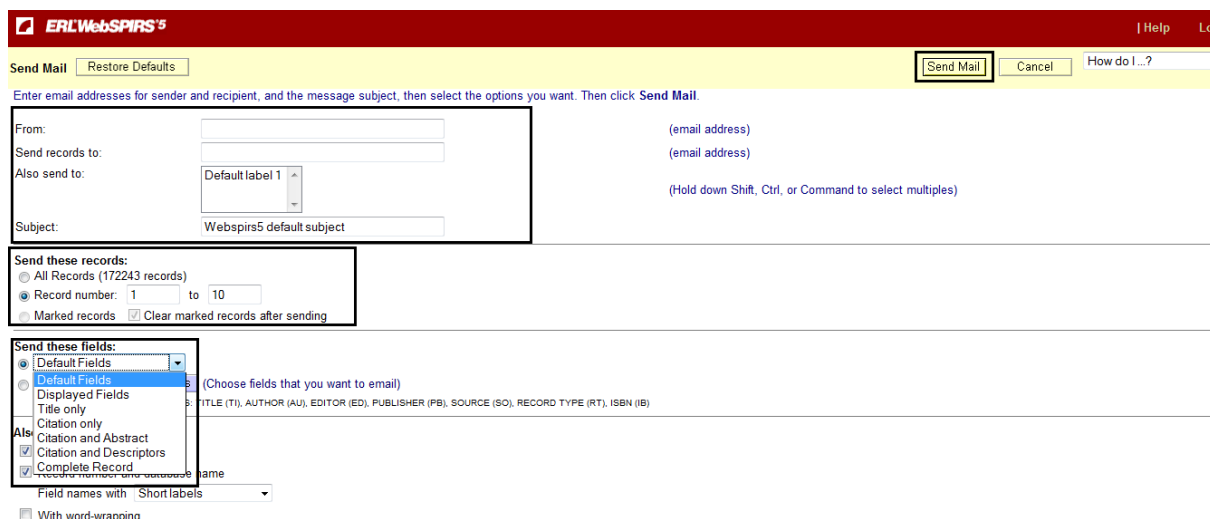 ERL®WebSPIRS®5
| Help
Send Mail Restore Defaults Send Mail Cancel How do I ...?
Enter email addresses for sender and recipient, and the message subject, then select the options you want. Then click Send Mail.
From: (email address)
Send records to: (email address)
Also send to: Default label 1 (Hold down Shift, Ctrl, or Command to select multiples)
Subject: Webspirs5 default subject
Send these records:
All Records (172243 records)
Record number: 1 to 10
Marked records Clear marked records after sending
Send these fields:
Default Fields
Default Fields
(Choose fields that you want to email)
Displayed Fields
TITLE (TI), AUTHOR (AU), EDITOR (ED), PUBLISHER (PB), SOURCE (SO), RECORD TYPE (RT), ISBN (IB)
Title only
Citation only
Citation and Abstract
Citation and Descriptors
Complete Record
Record number and database name
Field names with Short labels
With word-wrapping